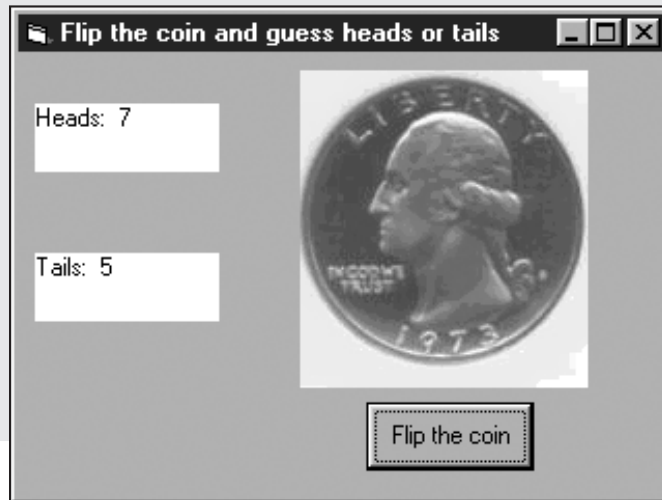 Flip the coin and guess heads or tails
Heads: 7
LIBERTY
IN GOD WE
TRUST
1973
Tails: 5
Flip the coin